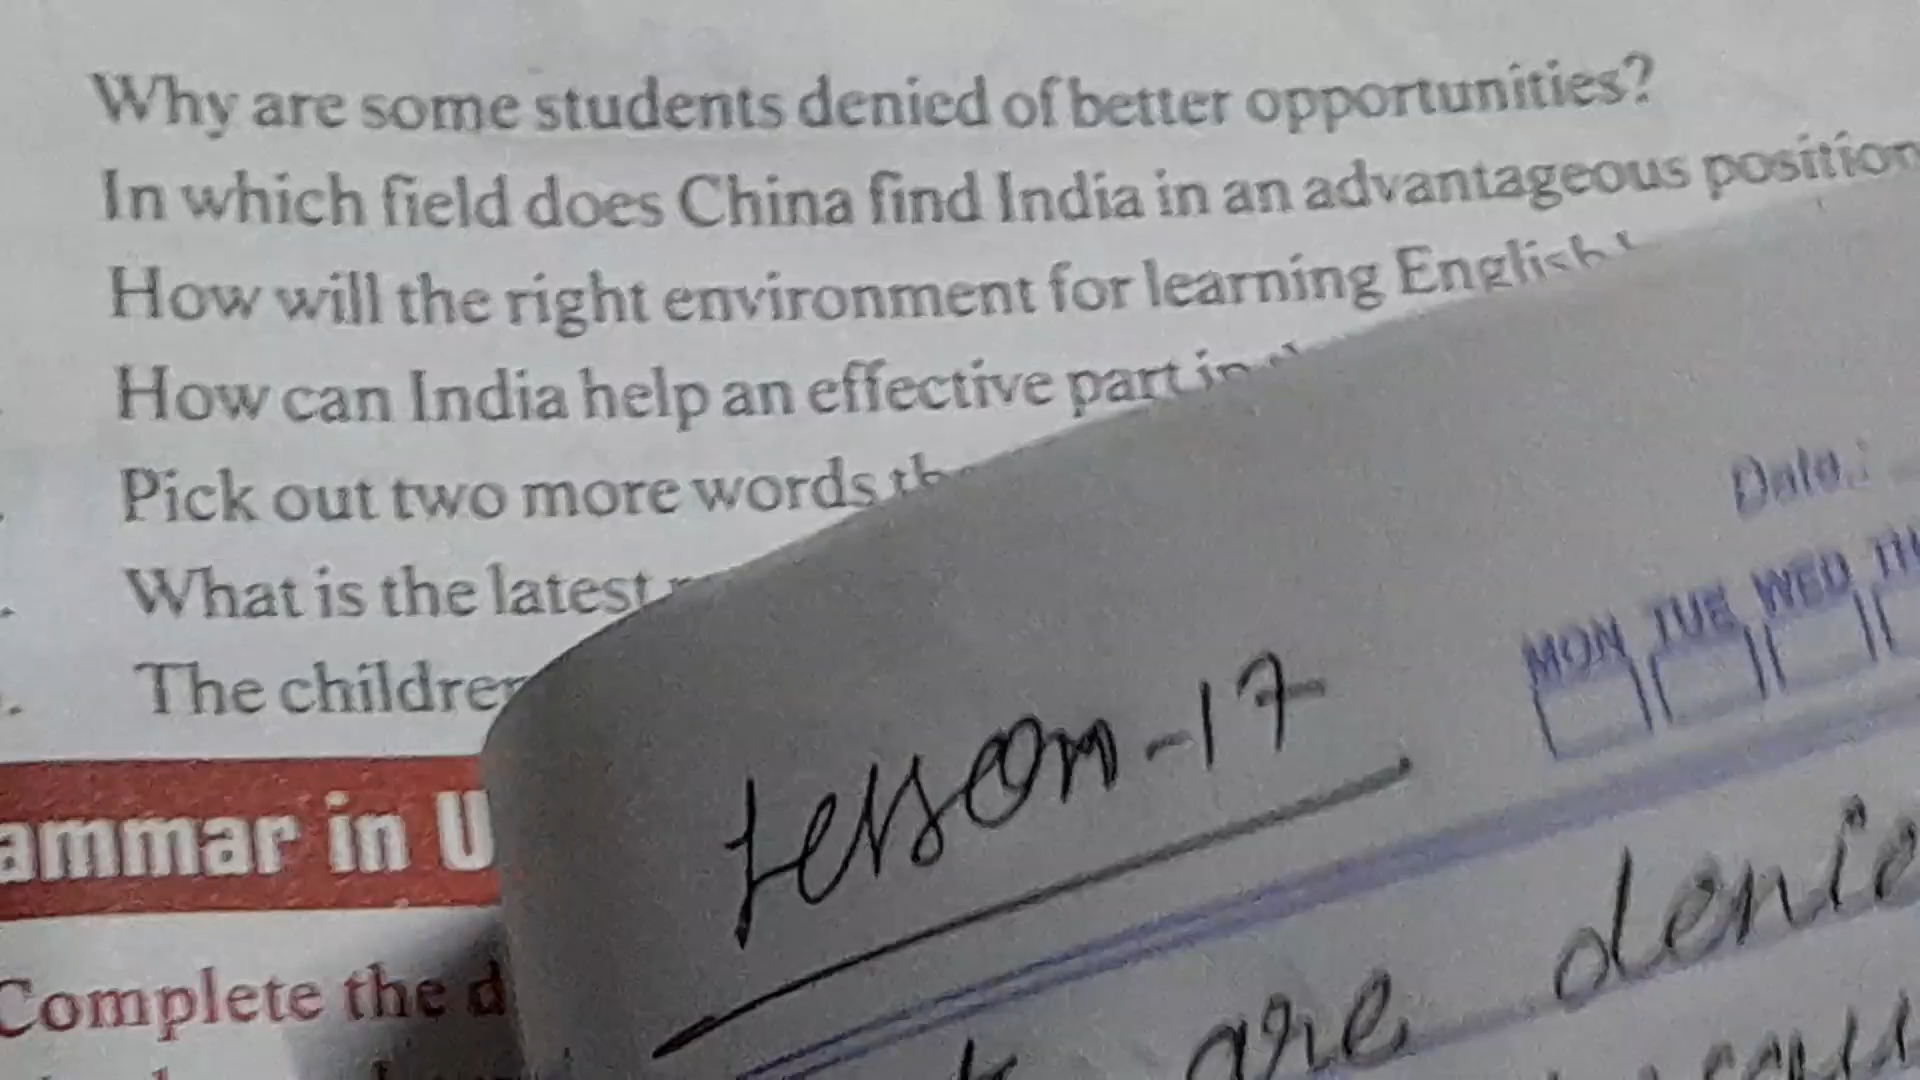 Why are some students denied of better opportunities?
In which field does China find India in an advantageous position
How will the right environment for learning English
How can India help an effective part in
Pick out two more words
What is the latest
The children
ammar in U
Complete the d
Date.:
MON TUE WED
Lesson-17
are denie